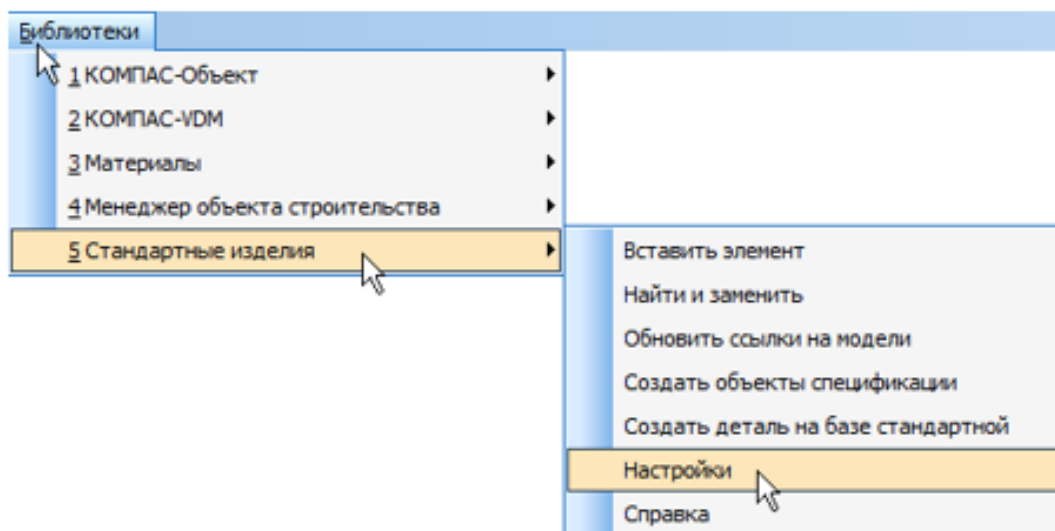 Библиотеки
1 КОМПАС-Объект
2 КОМПАС-VDM
3 Материалы
4 Менеджер объекта строительства
5 Стандартные изделия
Вставить элемент
Найти и заменить
Обновить ссылки на модели
Создать объекты спецификации
Создать деталь на базе стандартной
Настройки
Справка